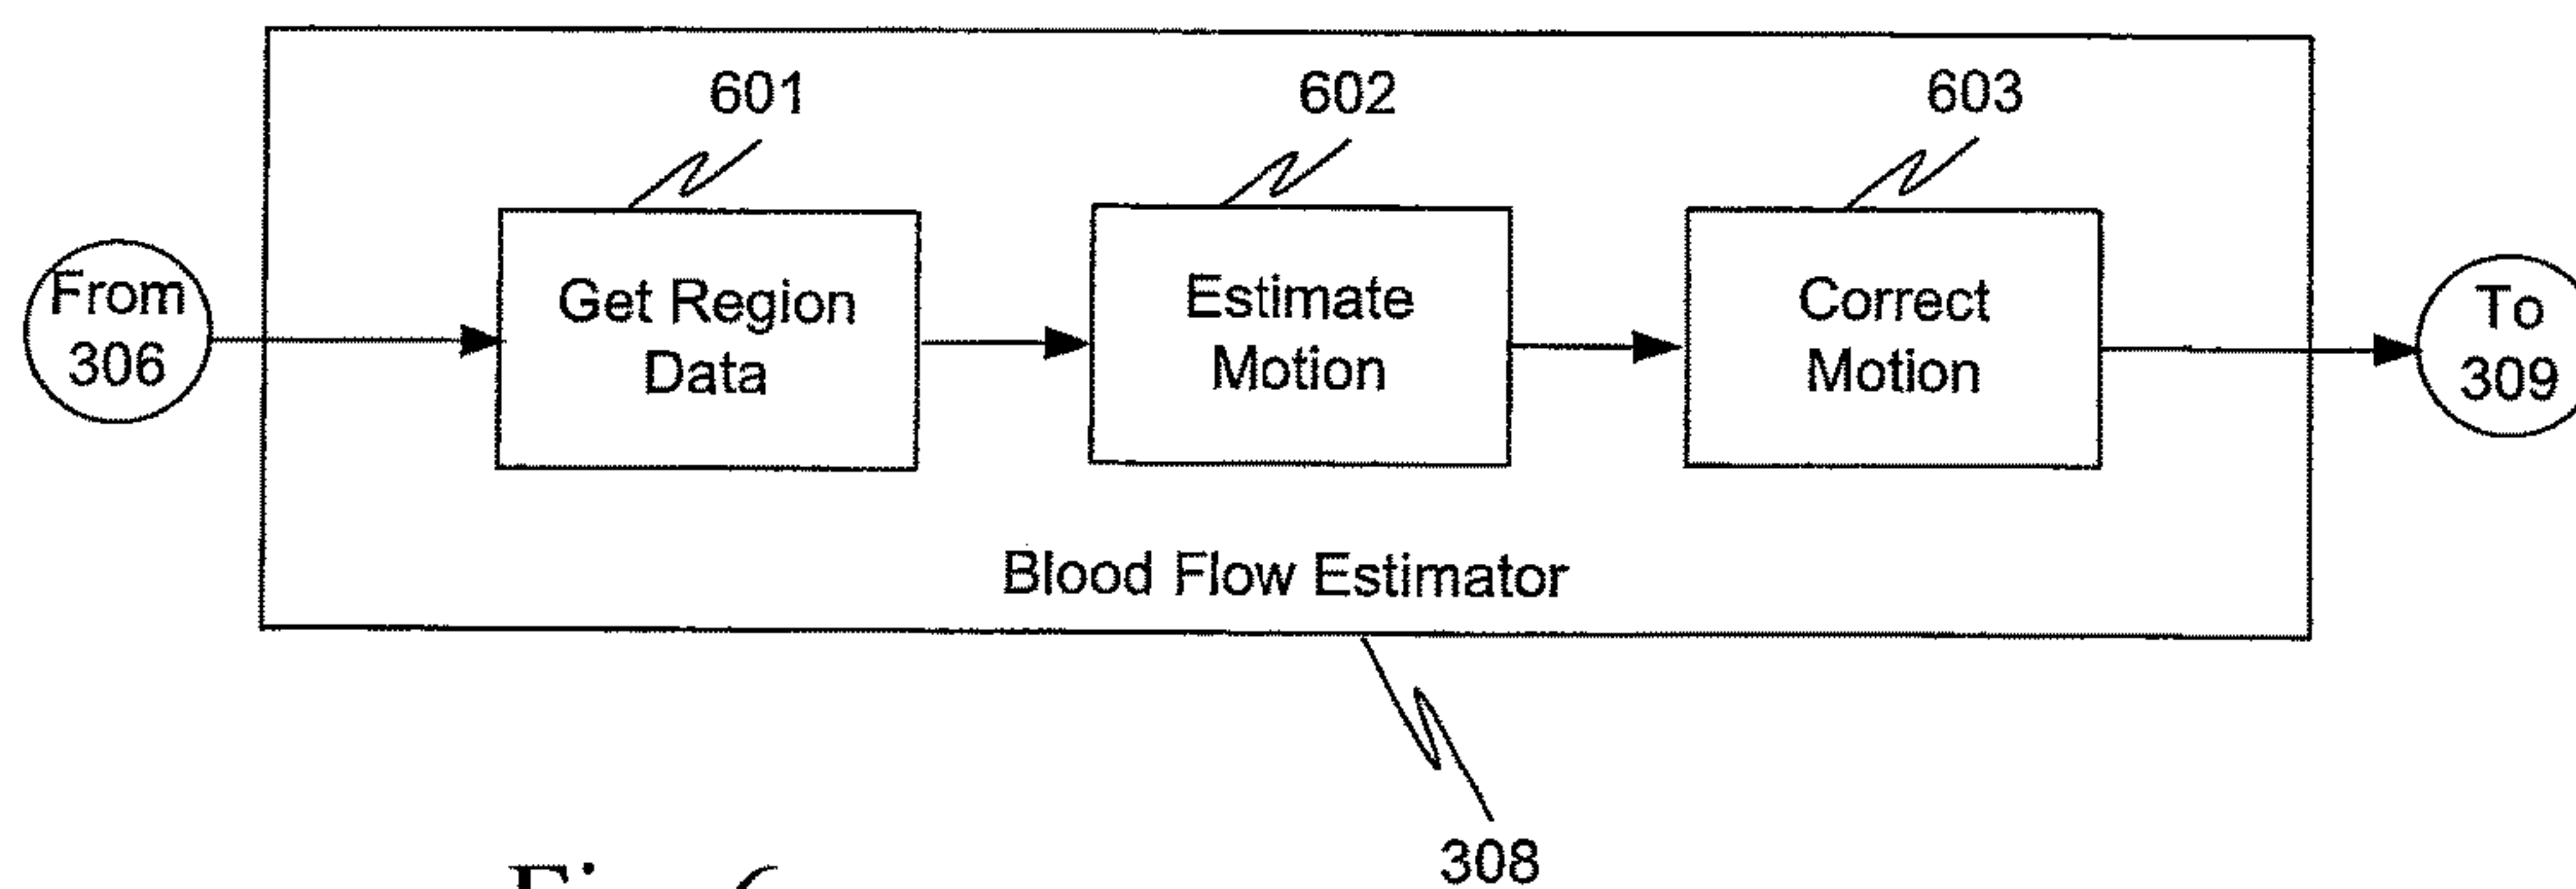 601
602
603
From
306
Get Region
Data
Estimate
Motion
Correct
Motion
To
309
Blood Flow Estimator
308